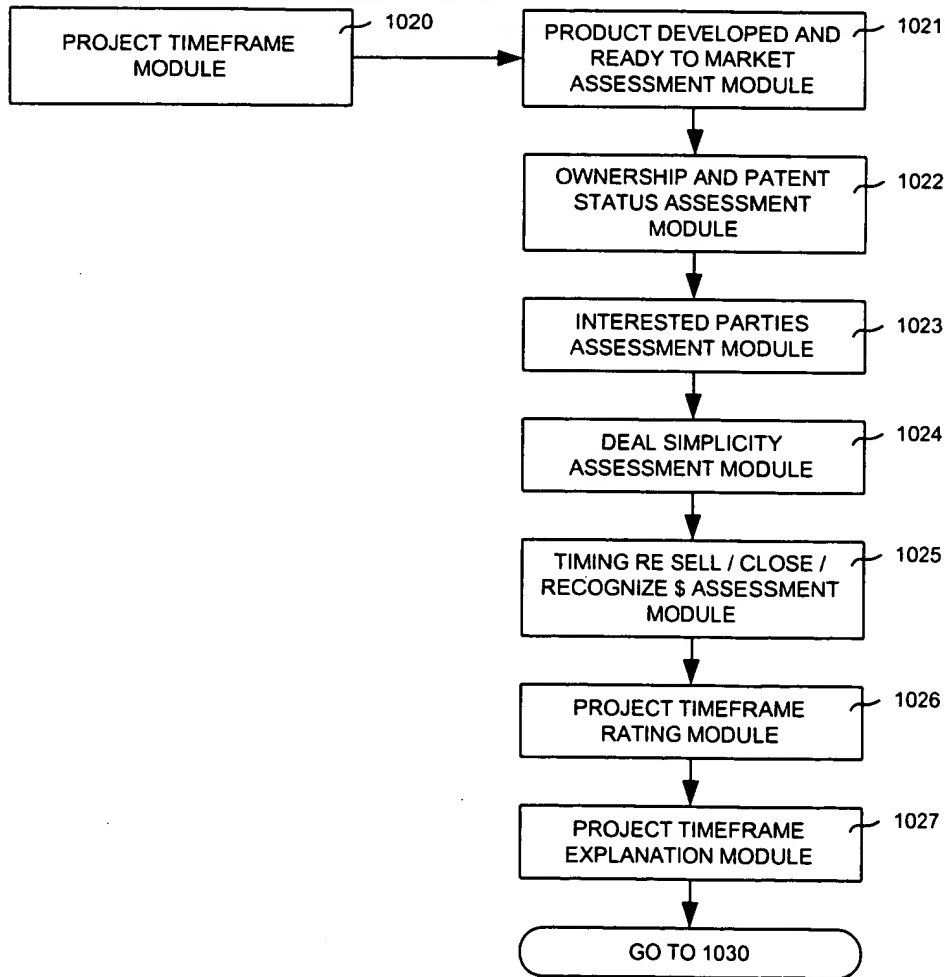 PROJECT TIMEFRAME
MODULE
1020
PRODUCT DEVELOPED AND
READY TO MARKET
ASSESSMENT MODULE
1021
OWNERSHIP AND PATENT
STATUS ASSESSMENT
MODULE
1022
INTERESTED PARTIES
ASSESSMENT MODULE
1023
DEAL SIMPLICITY
ASSESSMENT MODULE
1024
TIMING RE SELL / CLOSE /
RECOGNIZE $ ASSESSMENT
MODULE
1025
PROJECT TIMEFRAME
RATING MODULE
1026
PROJECT TIMEFRAME
EXPLANATION MODULE
1027
GO TO 1030